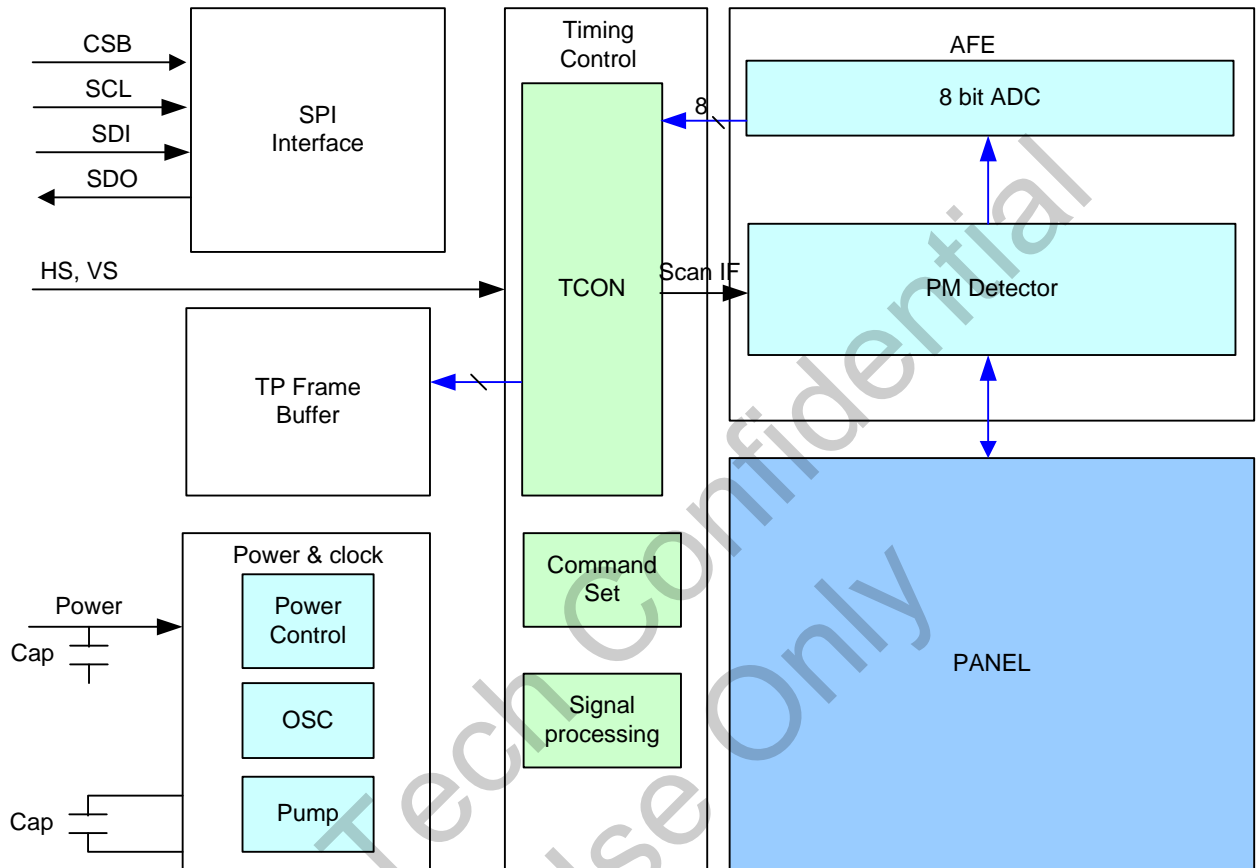 CSB
SCL
SDI
SDO
SPI
Interface
HS, VS
TP Frame
Buffer
Power & clock
Power
Control
OSC
Pump
Power
Cap
Cap
Timing
Control
TCON
Command
Set
Signal
processing
8
Scan IF
AFE
8 bit ADC
PM Detector
PANEL
Tech Confidential
Use Only